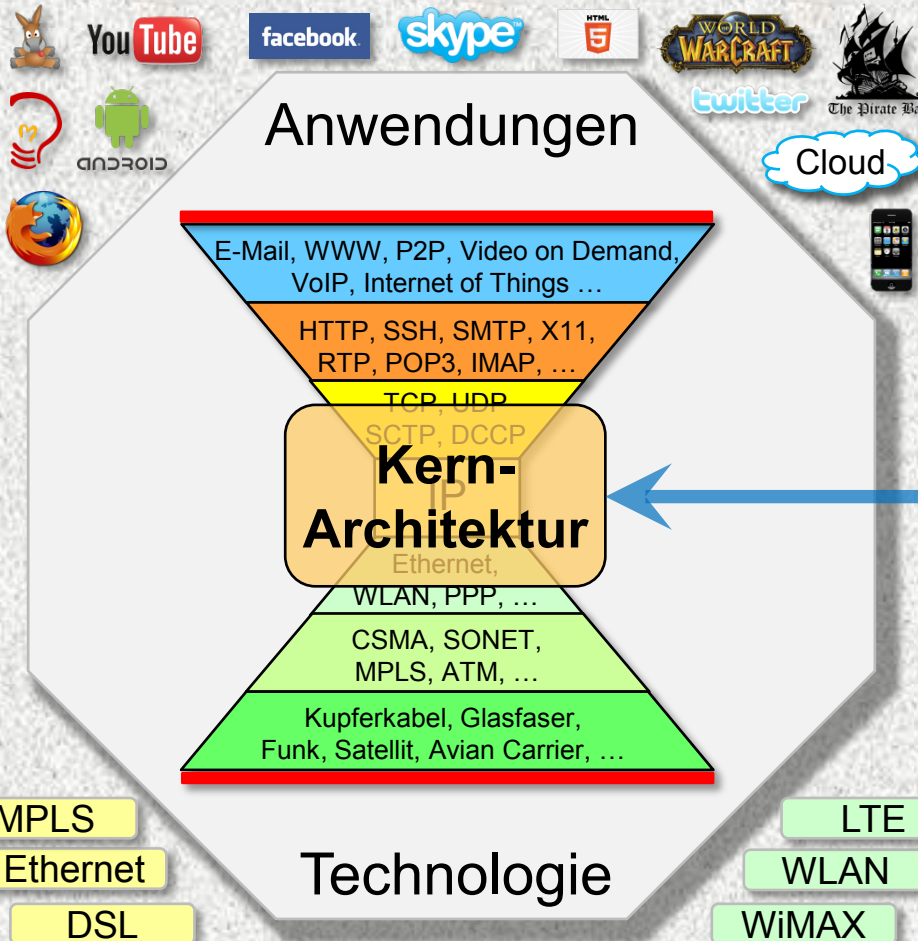 You Tube
facebook
skype
HTML
5
WORLD
WARCRAFT
twitter
The Pirate Ba
ANDROID
Anwendungen
Cloud
E-Mail, WWW, P2P, Video on Demand,
VoIP, Internet of Things …
HTTP, SSH, SMTP, X11,
RTP, POP3, IMAP, …
TCP, UDP
SCTP, DCCP
IP
Kern-
Architektur
Ethernet,
WLAN, PPP, …
CSMA, SONET,
MPLS, ATM, …
Kupferkabel, Glasfaser,
Funk, Satellit, Avian Carrier, …
MPLS
Ethernet
DSL
Technologie
LTE
WLAN
WiMAX